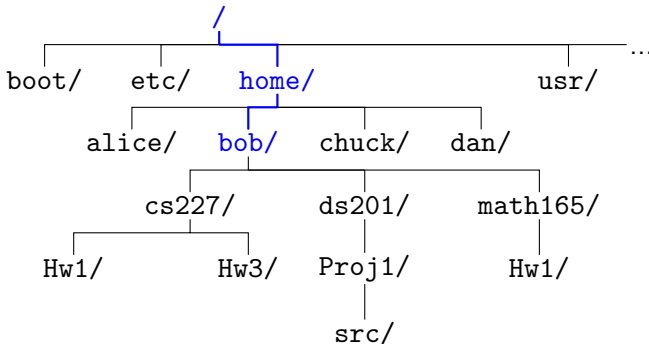 /
boot/ etc/ home/ usr/ ...
alice/ bob/ chuck/ dan/
cs227/ ds201/ math165/
Hw1/ Hw3/ Proj1/ Hw1/
src/